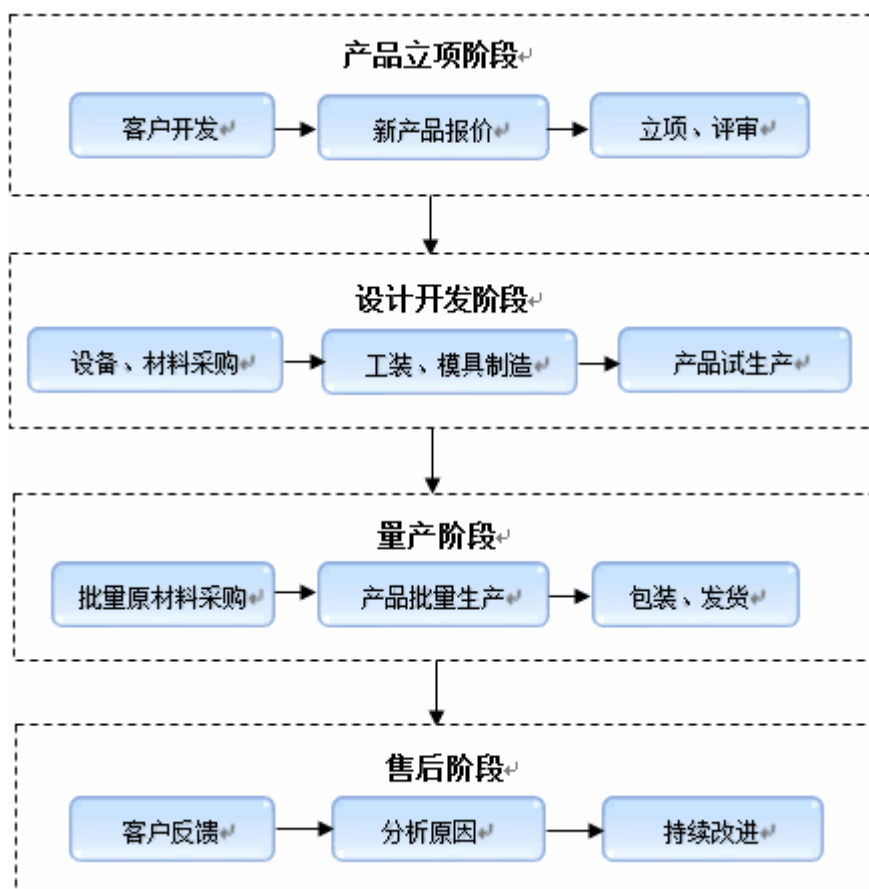 产品立项阶段
客户开发
新产品报价
立项、评审
设计开发阶段
设备、材料采购
工装、模具制造
产品试生产
量产阶段
批量原材料采购
产品批量生产
包装、发货
售后阶段
客户反馈
分析原因
持续改进